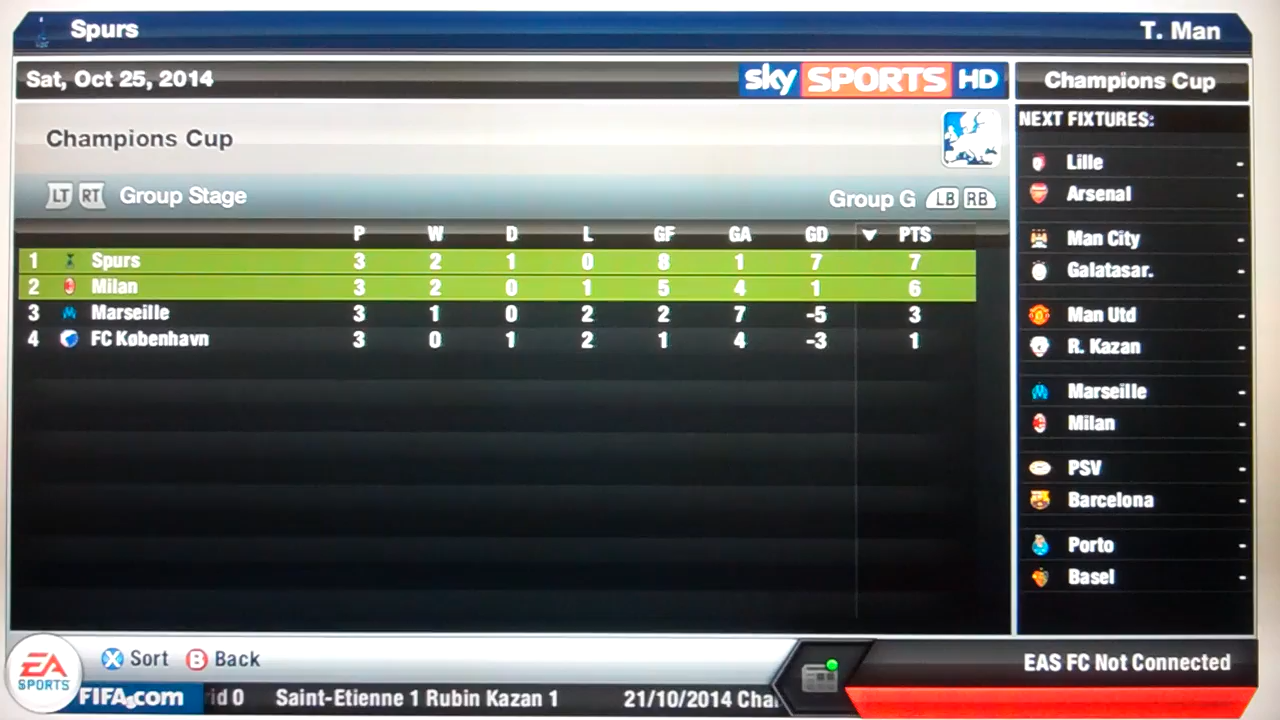 Spurs T. Man
Sat, Oct 25, 2014 sky SPORTS HD Champions Cup
Champions Cup
LT RT Group Stage Group G LB RB
P W D L GF GA GD PTS
1 Spurs 3 2 1 0 8 1 7 7
2 Milan 3 2 0 1 5 4 1 6
3 Marseille 3 1 0 2 2 7 -5 3
4 FC København 3 0 1 2 1 4 -3 1
NEXT FIXTURES:
Lille -
Arsenal -
Man City -
Galatasar. -
Man Utd -
R. Kazan -
Marseille -
Milan -
PSV -
Barcelona -
Porto -
Basel -
X Sort B Back
EAS FC Not Connected
EA SPORTS
FIFA.com rid 0 Saint-Etienne 1 Rubin Kazan 1 21/10/2014 Cha